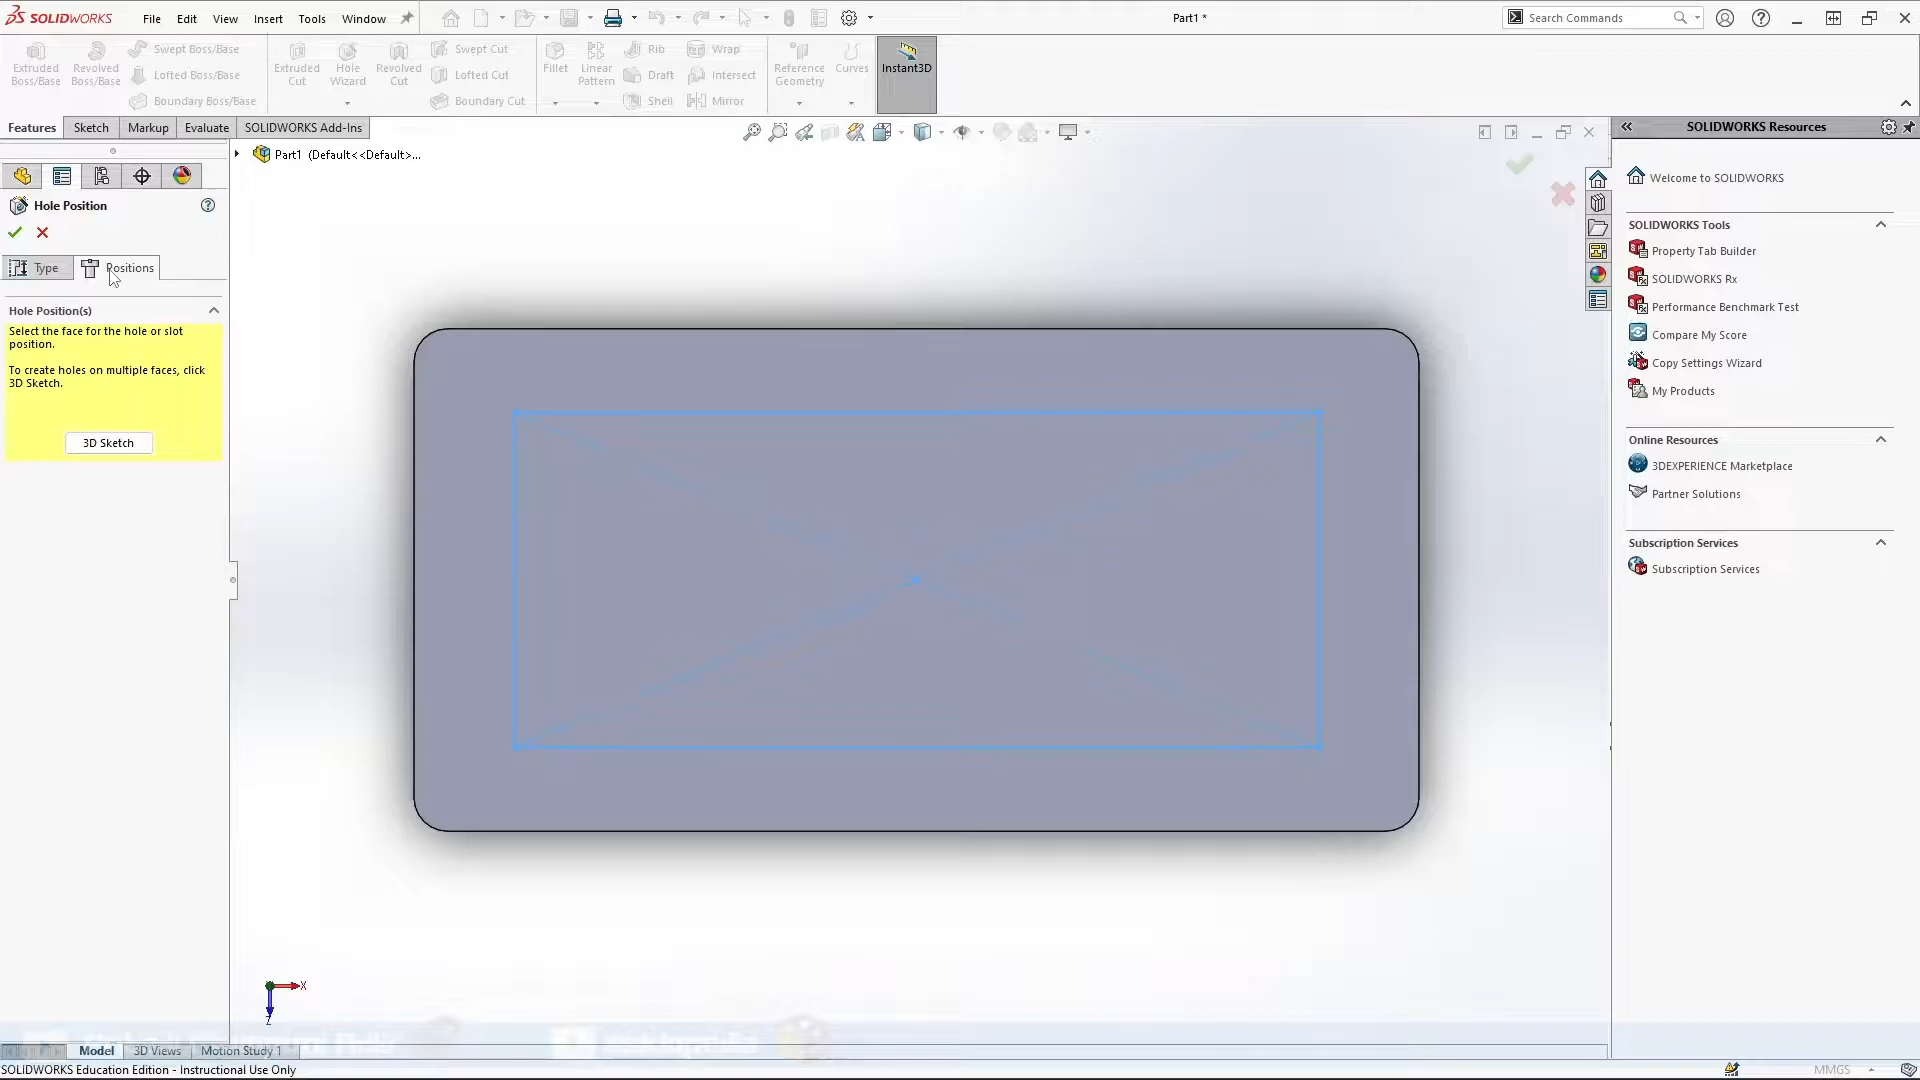 SOLIDWORKS
File
Edit
View
Insert
Tools
Window
Part1 *
Search Commands
Extruded
Boss/Base
Revolved
Boss/Base
Swept Boss/Base
Lofted Boss/Base
Boundary Boss/Base
Extruded
Cut
Hole
Wizard
Revolved
Cut
Swept Cut
Lofted Cut
Boundary Cut
Fillet
Linear
Pattern
Rib
Draft
Shell
Wrap
Intersect
Mirror
Reference
Geometry
Curves
Instant3D
Features
Sketch
Markup
Evaluate
SOLIDWORKS Add-Ins
Part1 (Default<<Default>...
Hole Position
Type
Positions
Hole Position(s)
Select the face for the hole or slot
position.
To create holes on multiple faces, click
3D Sketch.
3D Sketch
X
Z
SOLIDWORKS Resources
Welcome to SOLIDWORKS
SOLIDWORKS Tools
Property Tab Builder
SOLIDWORKS Rx
Performance Benchmark Test
Compare My Score
Copy Settings Wizard
My Products
Online Resources
3DEXPERIENCE Marketplace
Partner Solutions
Subscription Services
Subscription Services
Model
3D Views
Motion Study 1
SOLIDWORKS Education Edition - Instructional Use Only
MMGS